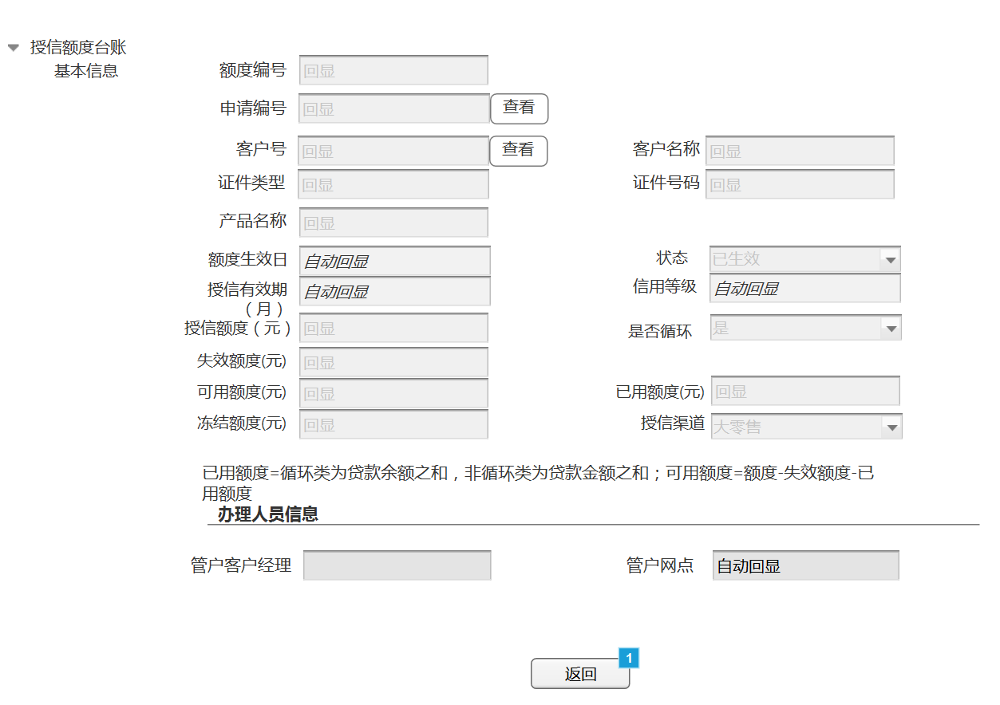 授信额度台账
基本信息
额度编号 回显
申请编号 回显 查看
客户号 回显 查看 客户名称 回显
证件类型 回显 证件号码 回显
产品名称 回显
额度生效日 自动回显 状态 已生效
授信有效期 自动回显 信用等级 自动回显
（月）
授信额度（元） 回显 是否循环 是
失效额度(元) 回显
可用额度(元) 回显 已用额度(元) 回显
冻结额度(元) 回显 授信渠道 大零售
已用额度=循环类为贷款余额之和，非循环类为贷款金额之和；可用额度=额度-失效额度-已
用额度
办理人员信息
管户客户经理 管户网点 自动回显
1
返回